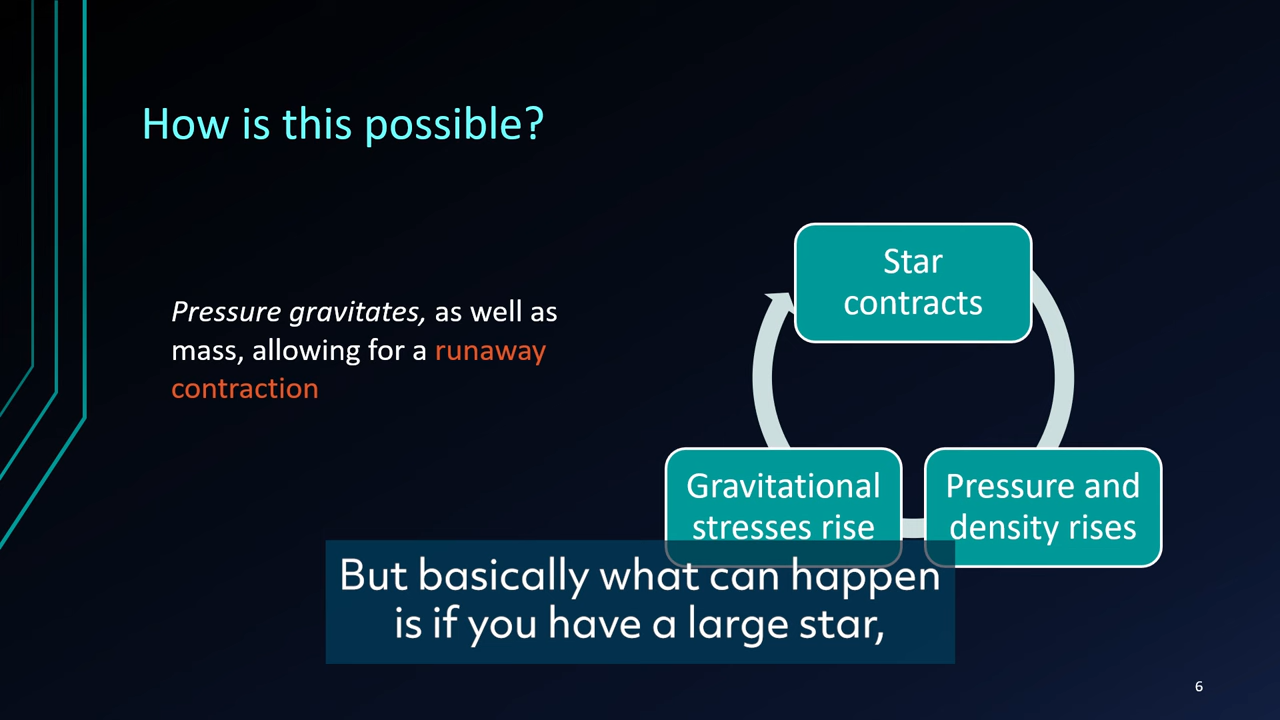 How is this possible?
Pressure gravitates, as well as
mass, allowing for a runaway
contraction
Star
contracts
Pressure and
density rises
Gravitational
stresses rise
But basically what can happen
is if you have a large star,
6